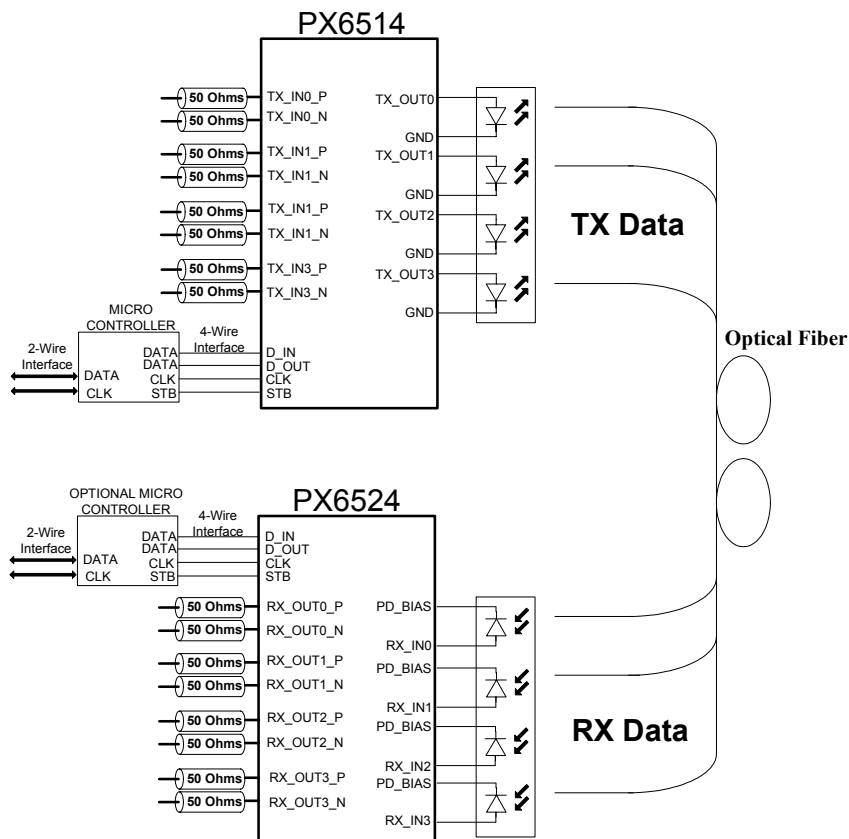 PX6514
50 Ohms TX_IN0_P
50 Ohms TX_IN0_N
50 Ohms TX_IN1_P
50 Ohms TX_IN1_N
50 Ohms TX_IN1_P
50 Ohms TX_IN1_N
50 Ohms TX_IN3_P
50 Ohms TX_IN3_N
TX_OUT0
GND
TX_OUT1
GND
TX_OUT2
GND
TX_OUT3
GND
TX Data
MICRO
CONTROLLER
4-Wire
Interface
2-Wire
Interface
DATA
CLK
DATA
DATA
CLK
STB
D_IN
D_OUT
CLK
STB
Optical Fiber
PX6524
OPTIONAL MICRO
CONTROLLER
4-Wire
Interface
2-Wire
Interface
DATA
CLK
DATA
DATA
CLK
STB
D_IN
D_OUT
CLK
STB
50 Ohms RX_OUT0_P
50 Ohms RX_OUT0_N
50 Ohms RX_OUT1_P
50 Ohms RX_OUT1_N
50 Ohms RX_OUT2_P
50 Ohms RX_OUT2_N
50 Ohms RX_OUT3_P
50 Ohms RX_OUT3_N
PD_BIAS
RX_IN0
PD_BIAS
RX_IN1
PD_BIAS
RX_IN2
PD_BIAS
RX_IN3
RX Data